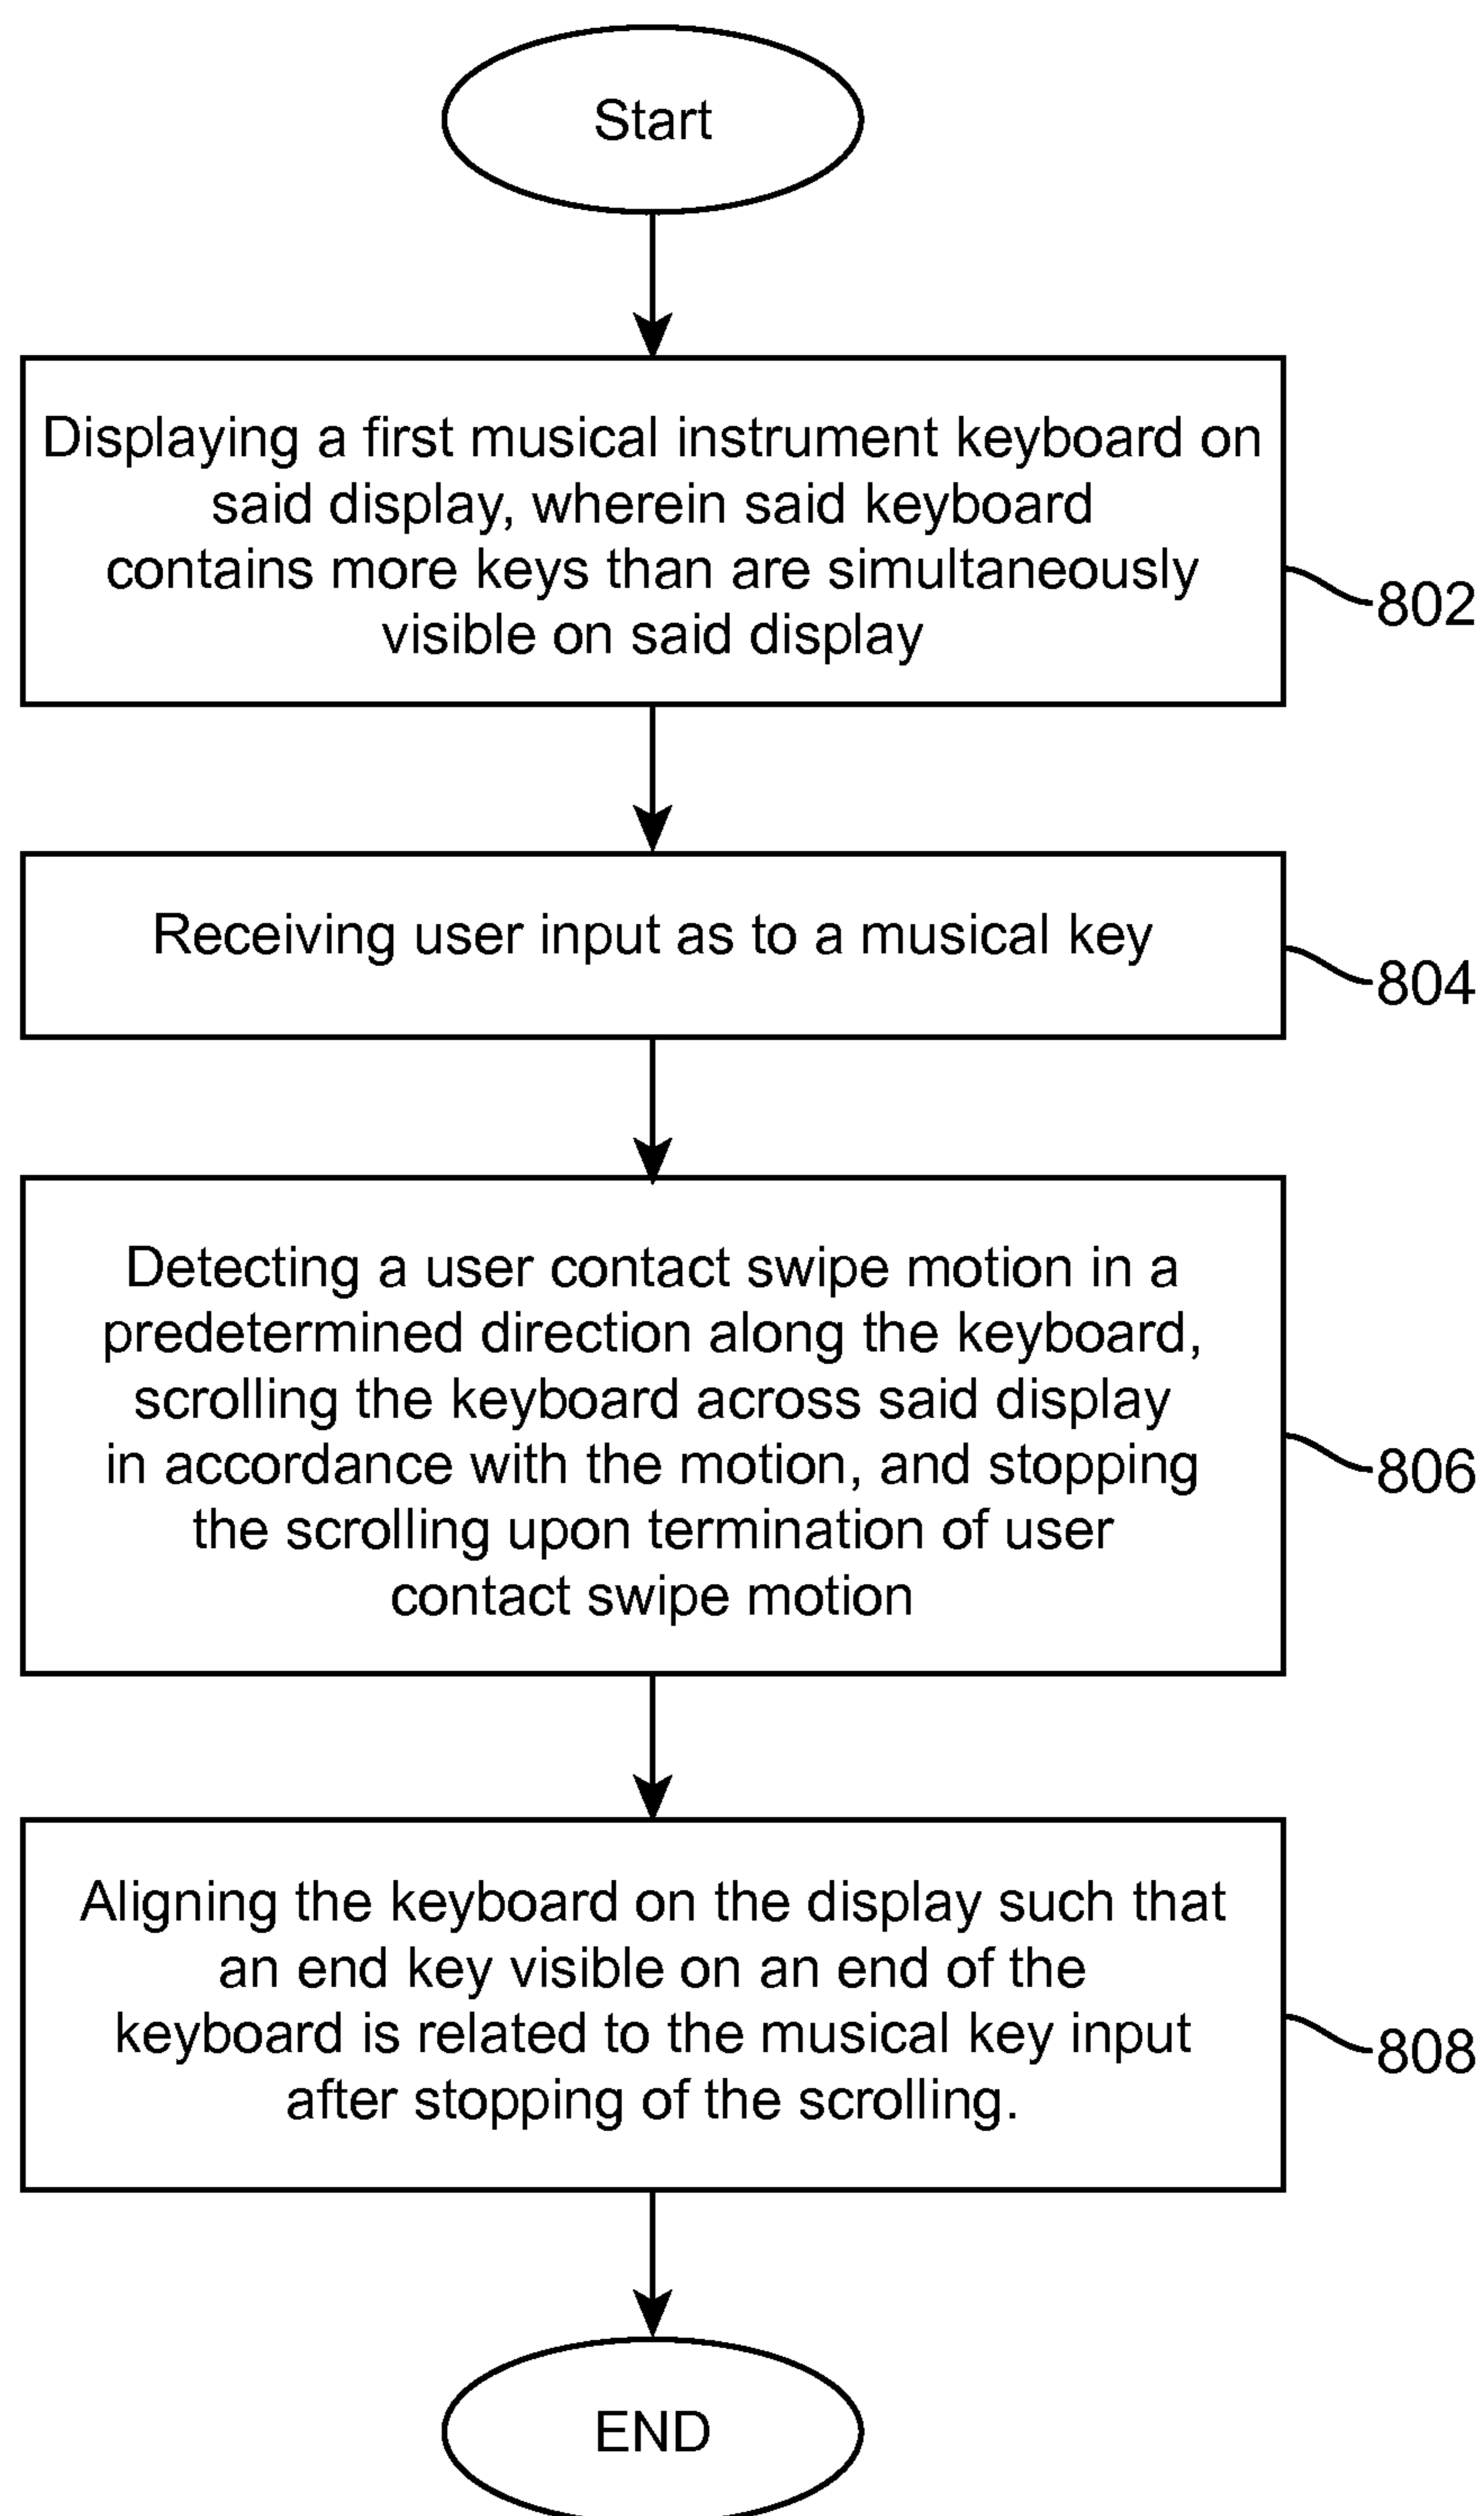 Start
Displaying a first musical instrument keyboard on
said display, wherein said keyboard
contains more keys than are simultaneously
visible on said display
802
Receiving user input as to a musical key
804
Detecting a user contact swipe motion in a
predetermined direction along the keyboard,
scrolling the keyboard across said display
in accordance with the motion, and stopping
the scrolling upon termination of user
contact swipe motion
806
Aligning the keyboard on the display such that
an end key visible on an end of the
keyboard is related to the musical key input
after stopping of the scrolling.
808
END